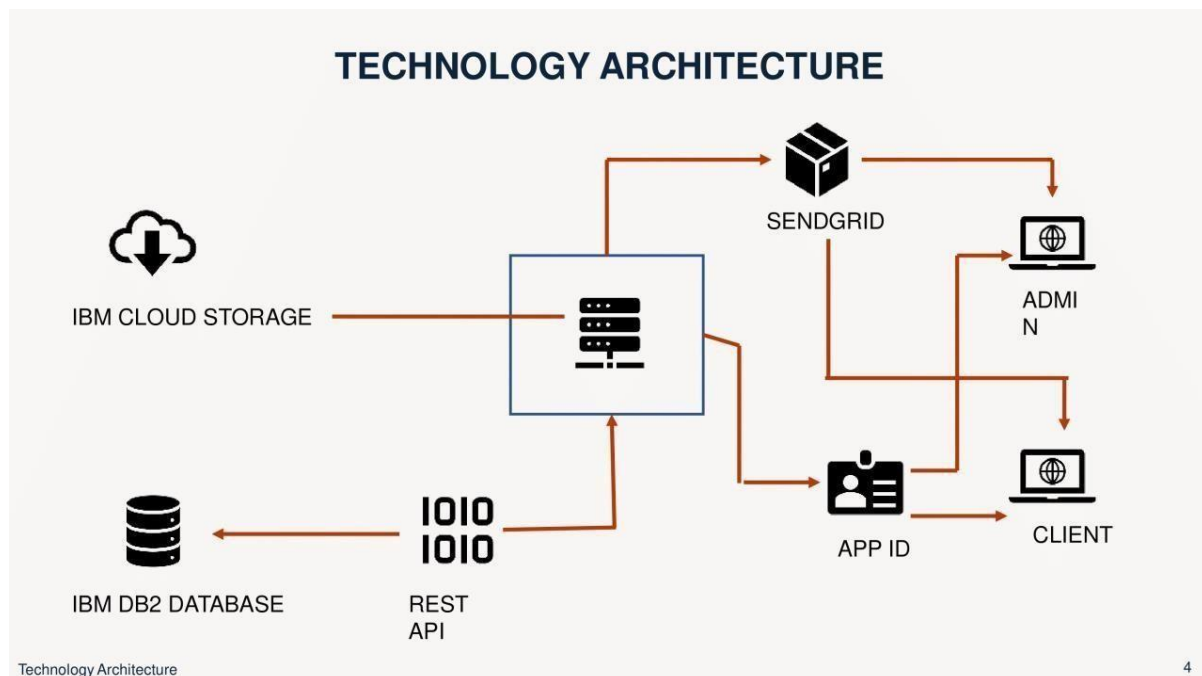 TECHNOLOGY ARCHITECTURE
SENDGRID
IBM CLOUD STORAGE
ADMI
N
APP ID
CLIENT
IBM DB2 DATABASE
1010
1010
REST
API
Technology Architecture
4